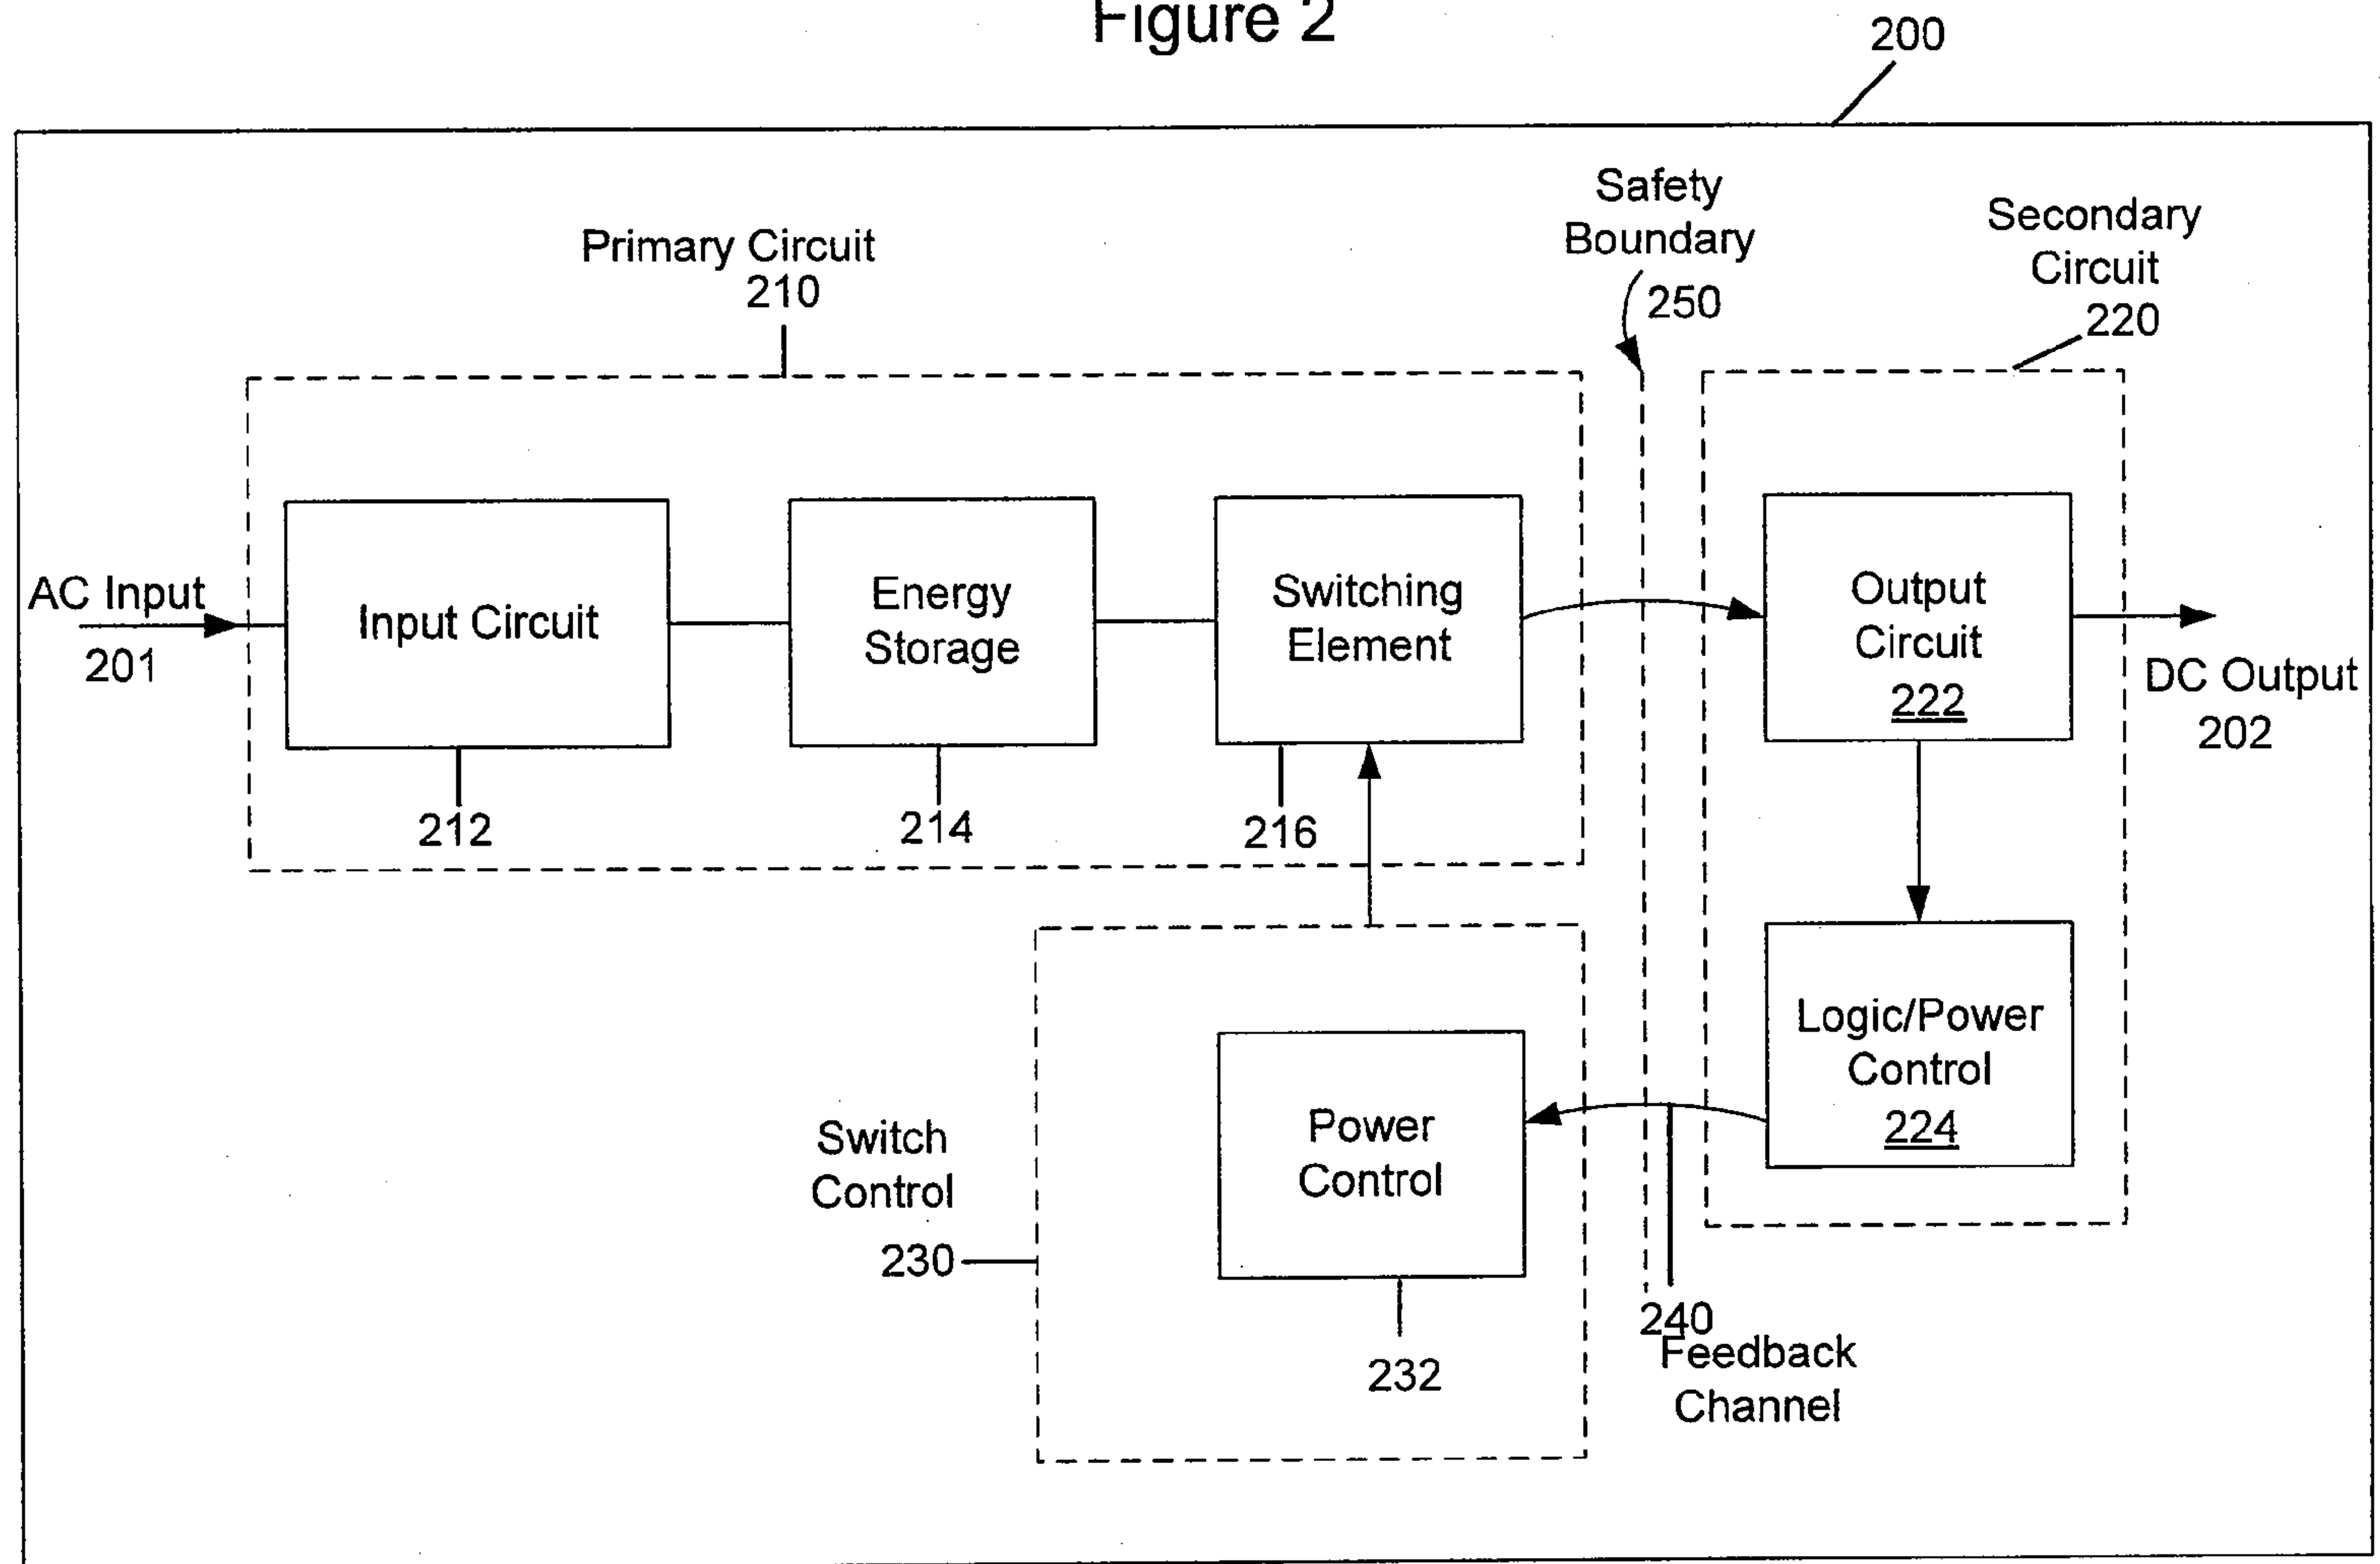 Figure 2
200
Safety
Boundary
250
Secondary
Circuit
220
Primary Circuit
210
AC Input
201
Input Circuit
212
Energy
Storage
214
Switching
Element
216
Output
Circuit
222
DC Output
202
Logic/Power
Control
224
Switch
Control
230
Power
Control
232
240
Feedback
Channel